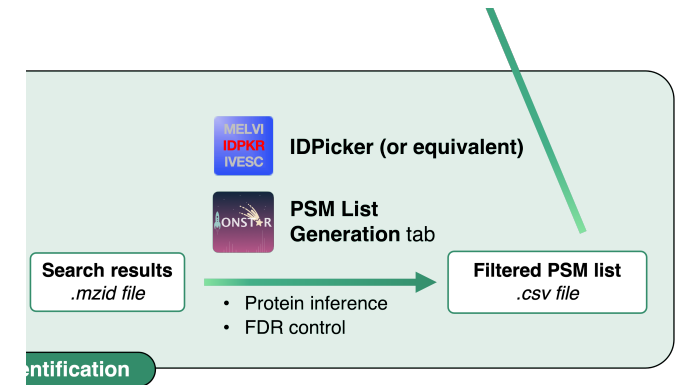 MELVI
IDPKR
IVESC
IDPicker (or equivalent)
IONSTAR
PSM List
Generation tab
Search results
.mzid file
• Protein inference
• FDR control
Filtered PSM list
.csv file
entification